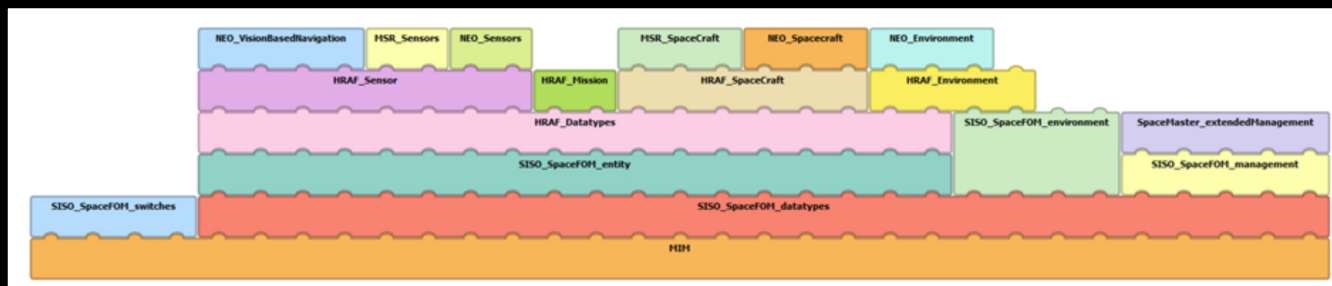 NEO_VisionBasedNavigation MSR_Sensors NEO_Sensors MSR_SpaceCraft NEO_Spacecraft NEO_Environment
HRAF_Sensor HRAF_Mission HRAF_SpaceCraft HRAF_Environment
HRAF_Datatypes SISO_SpaceFOM_environment SpaceMaster_extendedManagement
SISO_SpaceFOM_entity SISO_SpaceFOM_management
SISO_SpaceFOM_switches SISO_SpaceFOM_datatypes
MIM